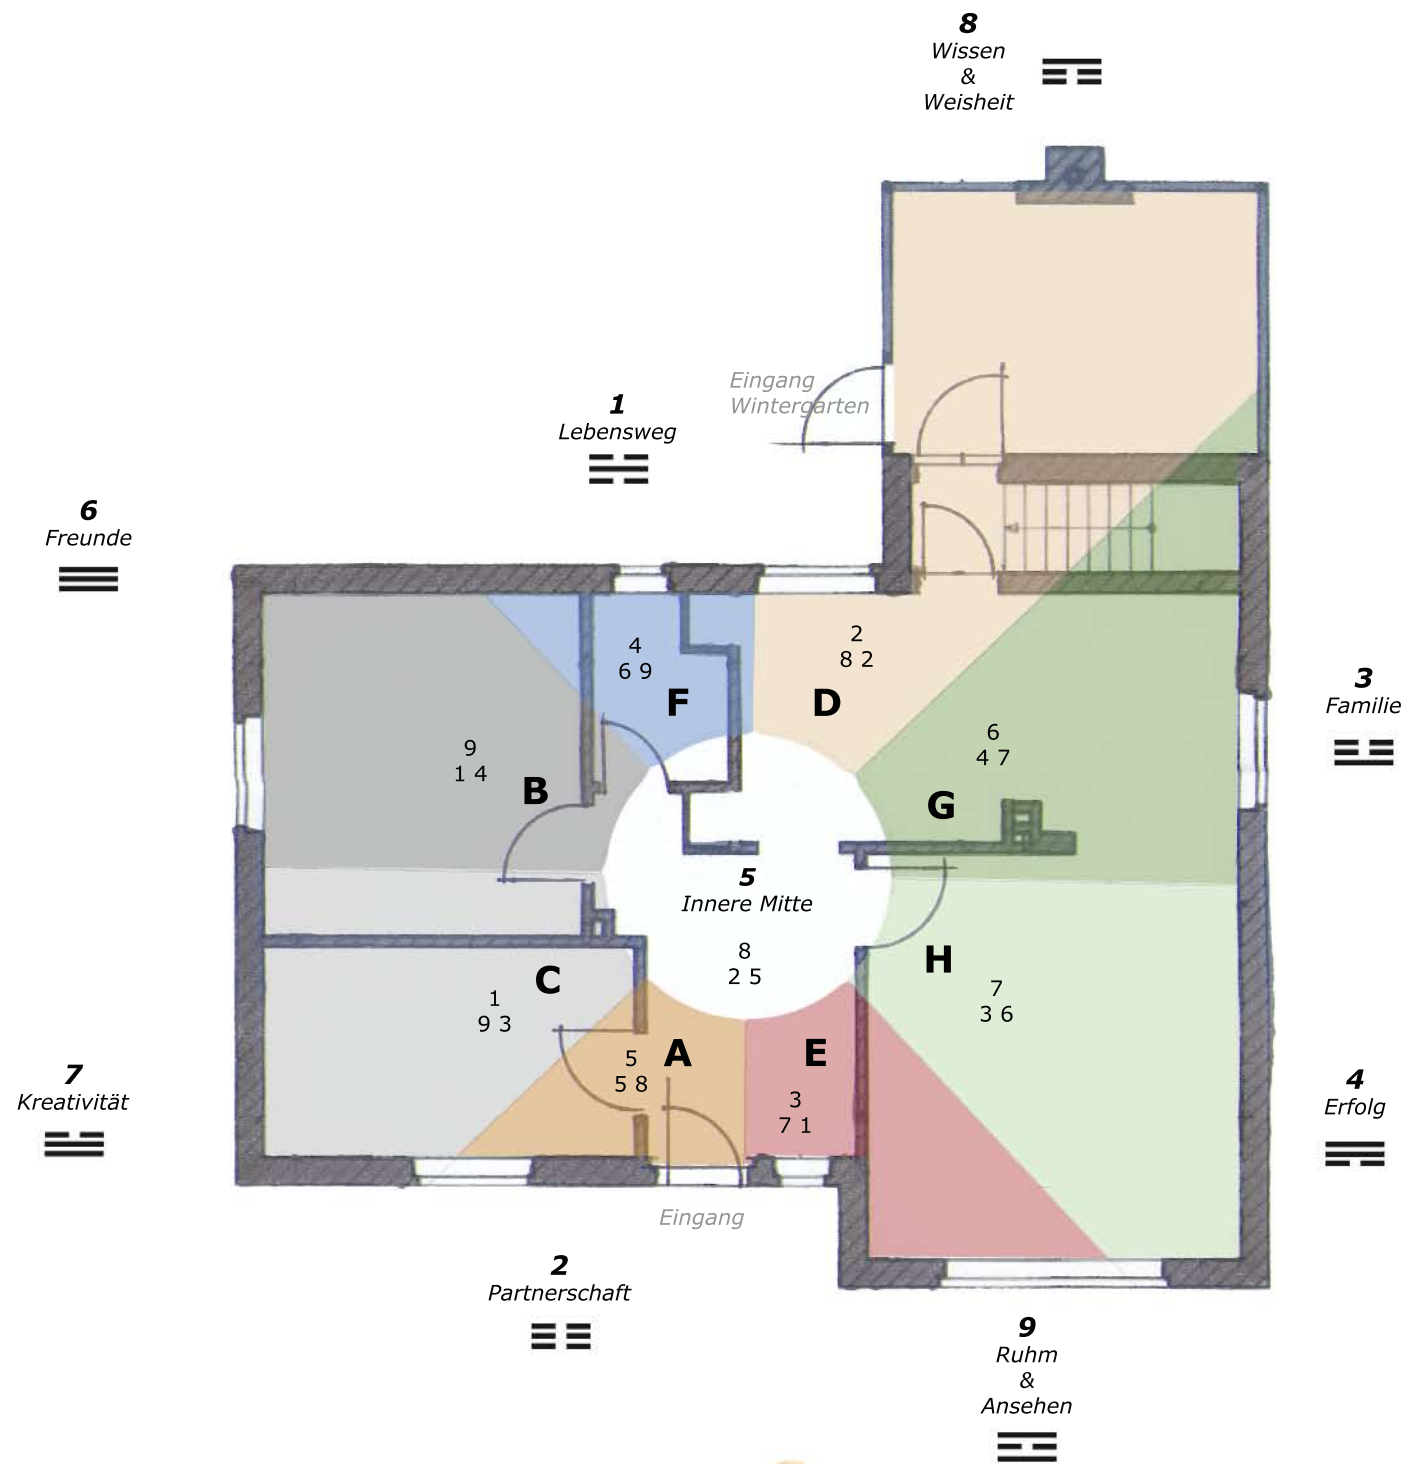 8
Wissen
&
Weisheit
Eingang
Wintergarten
1
Lebensweg
6
Freunde
4
6 9
F
2
8 2
D
3
Familie
9
1 4
B
6
4 7
G
5
Innere Mitte
8
2 5
C
1
9 3
H
7
3 6
A
5
5 8
E
3
7 1
7
Kreativität
4
Erfolg
Eingang
2
Partnerschaft
9
Ruhm
&
Ansehen